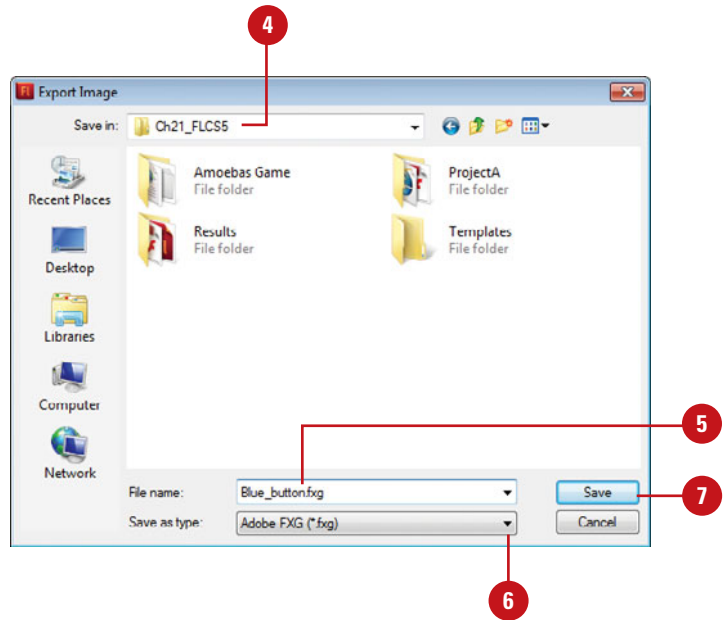 4
FL Export Image
Save in: Ch21_FLCS5
Recent Places
Desktop
Libraries
Computer
Network
Amoebas Game
File folder
ProjectA
File folder
Results
File folder
Templates
File folder
5
File name: Blue_button.fxg Save
7
Save as type: Adobe FXG (*.fxg) Cancel
6